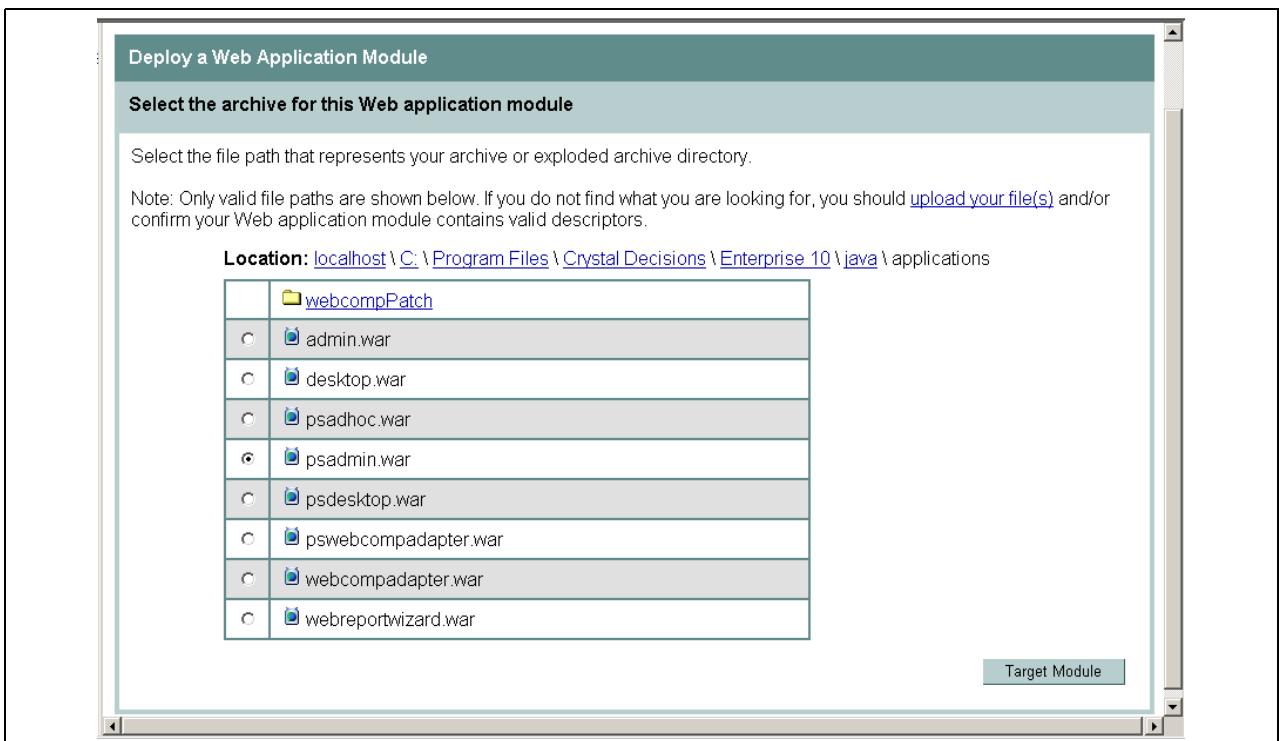 Deploy a Web Application Module
Select the archive for this Web application module
Select the file path that represents your archive or exploded archive directory.
Note: Only valid file paths are shown below. If you do not find what you are looking for, you should upload your file(s) and/or
confirm your Web application module contains valid descriptors.
Location: localhost \ C: \ Program Files \ Crystal Decisions \ Enterprise 10 \ java \ applications
webcompPatch
admin.war
desktop.war
psadhoc.war
psadmin.war
psdesktop.war
pswebcompadapter.war
webcompadapter.war
webreportwizard.war
Target Module